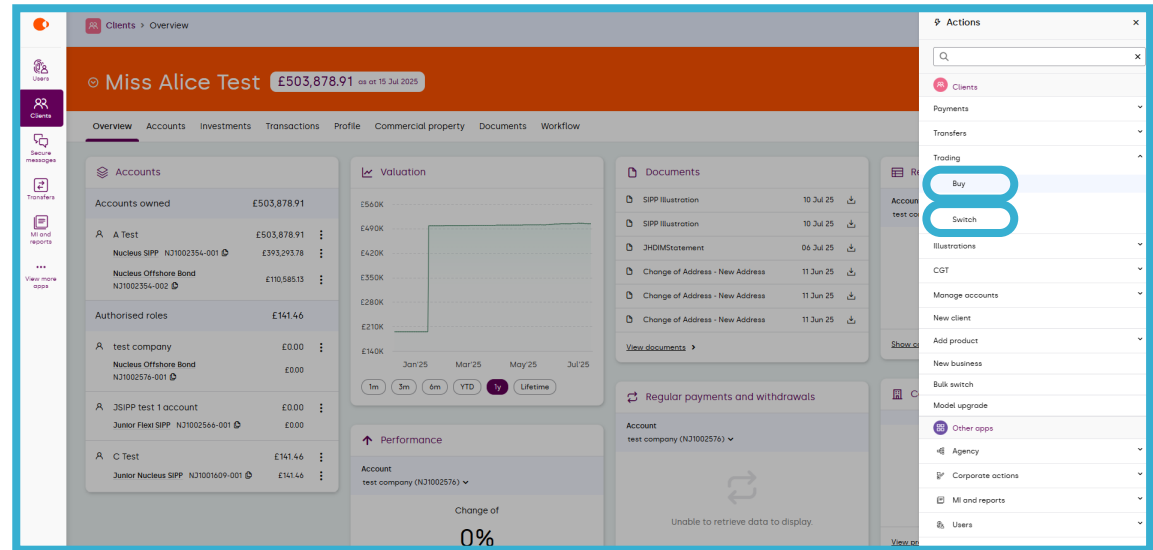 Users
Clients
Secure
messages
Transfers
MI and
reports
View more
apps
Clients > Overview
Miss Alice Test £503,878.91 as at 15 Jul 2025
Overview Accounts Investments Transactions Profile Commercial property Documents Workflow
Accounts
Accounts owned £503,878.91
A Test £503,878.91
Nucleus SIPP NJ1002354-001 £393,293.78
Nucleus Offshore Bond
NJ1002354-002 £110,585.13
Authorised roles £141.46
test company £0.00
Nucleus Offshore Bond
NJ1002576-001 £0.00
JSIPP test 1 account £0.00
Junior Flexi SIPP NJ1002566-001 £0.00
C Test £141.46
Junior Nucleus SIPP NJ1001609-001 £141.46
Valuation
£560K
£490K
£420K
£350K
£280K
£210K
£140K
Jan'25 Mar'25 May'25 Jul'25
1m 3m 6m YTD 1y Lifetime
Performance
Account
test company (NJ1002576)
Change of
0%
Documents
SIPP Illustration 10 Jul 25
SIPP Illustration 10 Jul 25
JHDIMStatement 06 Jul 25
Change of Address - New Address 11 Jun 25
Change of Address - New Address 11 Jun 25
Change of Address - New Address 11 Jun 25
View documents >
Regular payments and withdrawals
Account
test company (NJ1002576)
Unable to retrieve data to display.
Account
test co
Actions
Clients
Payments
Transfers
Trading
Buy
Switch
Illustrations
CGT
Manage accounts
New client
Add product
New business
Bulk switch
Model upgrade
Other apps
Agency
Corporate actions
MI and reports
Users